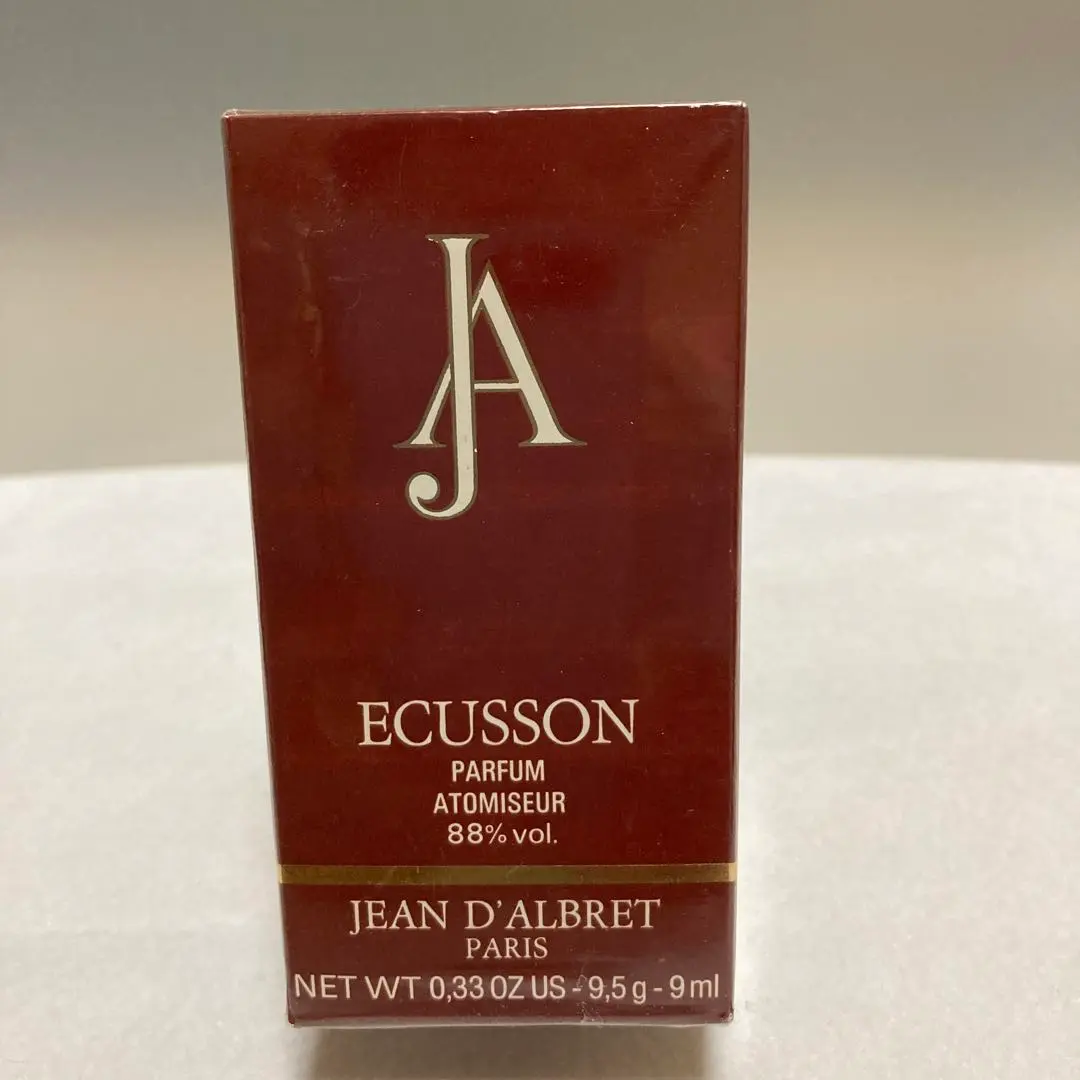 JA
ECUSSON
PARFUM
ATOMISEUR
88% vol.
JEAN D'ALBRET
PARIS
NET WT 0,33 OZ US - 9,5 g - 9 ml